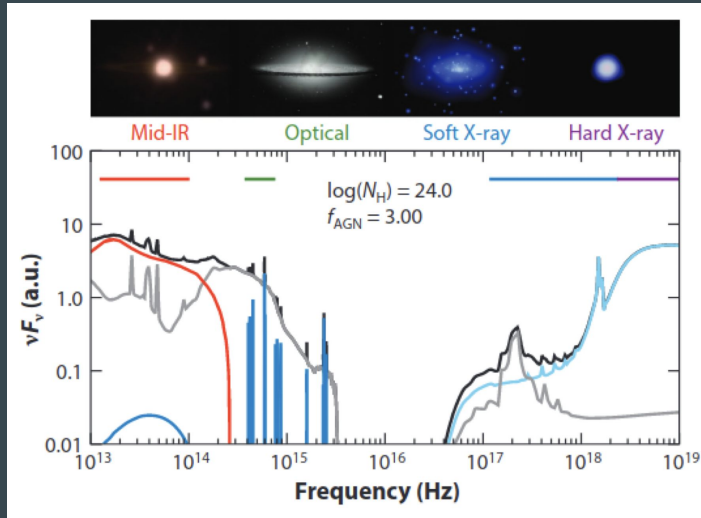 Mid-IR Optical Soft X-ray Hard X-ray
100
log(N_H) = 24.0
f_AGN = 3.00
10
νF_ν (a.u.)
1.0
0.1
0.01
10^13 10^14 10^15 10^16 10^17 10^18 10^19
Frequency (Hz)